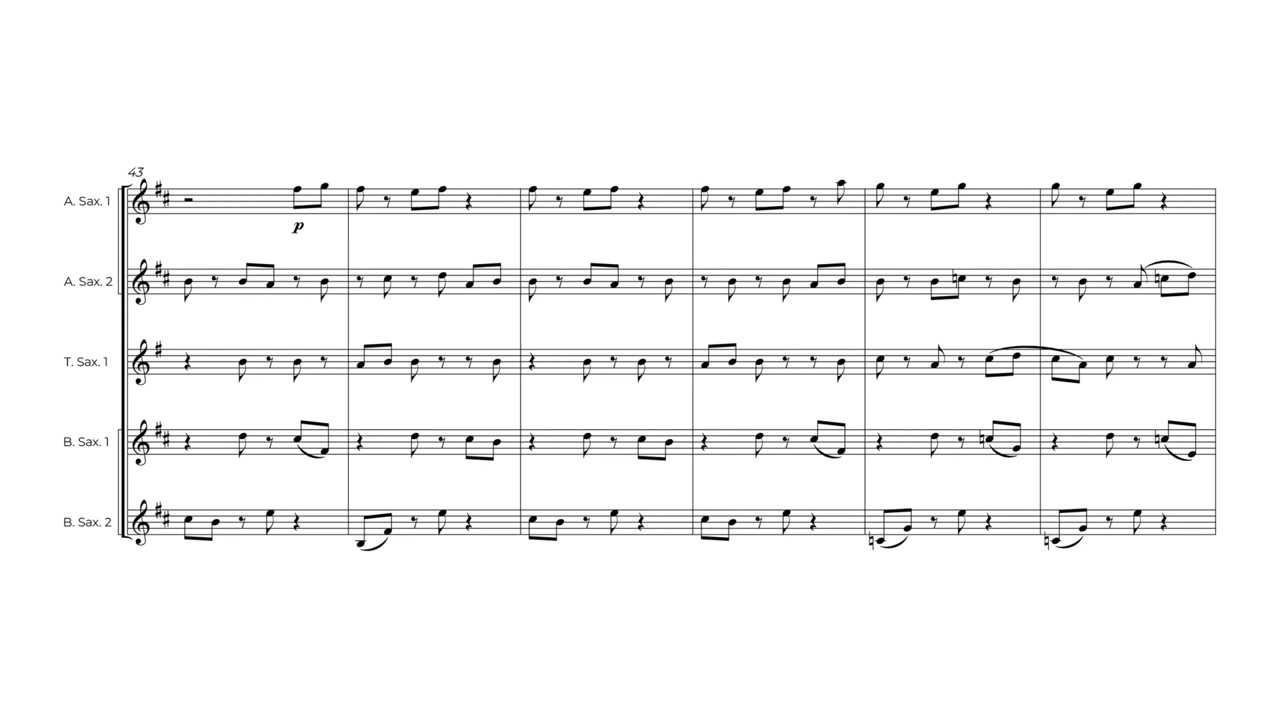 43
A. Sax. 1
p
A. Sax. 2
T. Sax. 1
B. Sax. 1
B. Sax. 2